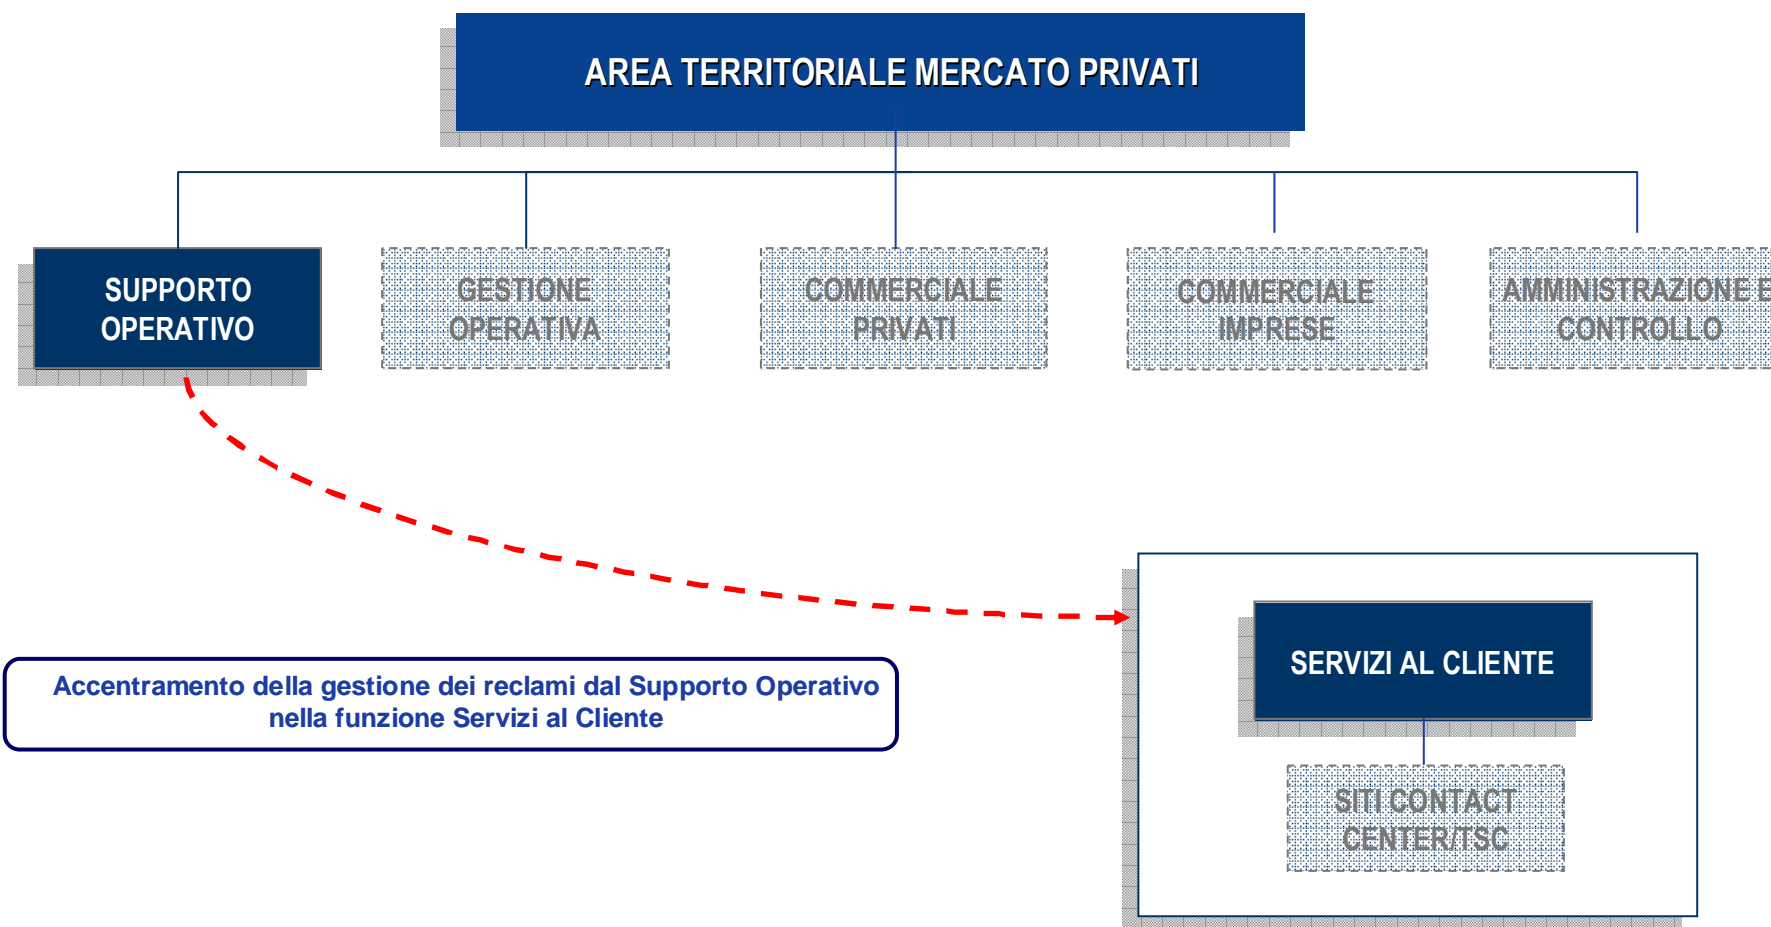 AREA TERRITORIALE MERCATO PRIVATI
SUPPORTO
OPERATIVO
GESTIONE
OPERATIVA
COMMERCIALE
PRIVATI
COMMERCIALE
IMPRESE
AMMINISTRAZIONE E
CONTROLLO
Accentramento della gestione dei reclami dal Supporto Operativo
nella funzione Servizi al Cliente
SERVIZI AL CLIENTE
SITI CONTACT
CENTER/TSC